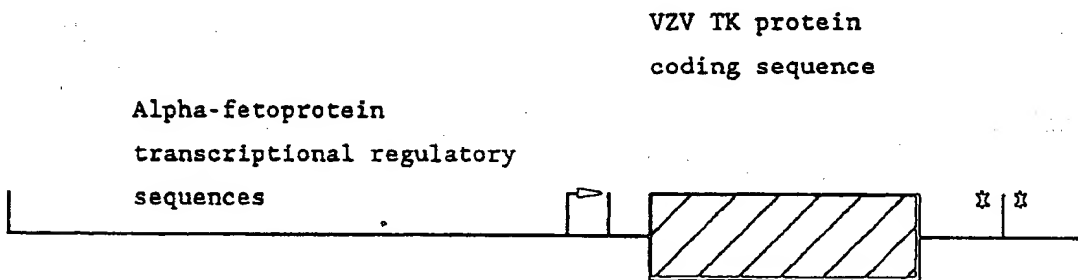 VZV TK protein
coding sequence
Alpha-fetoprotein
transcriptional regulatory
sequences